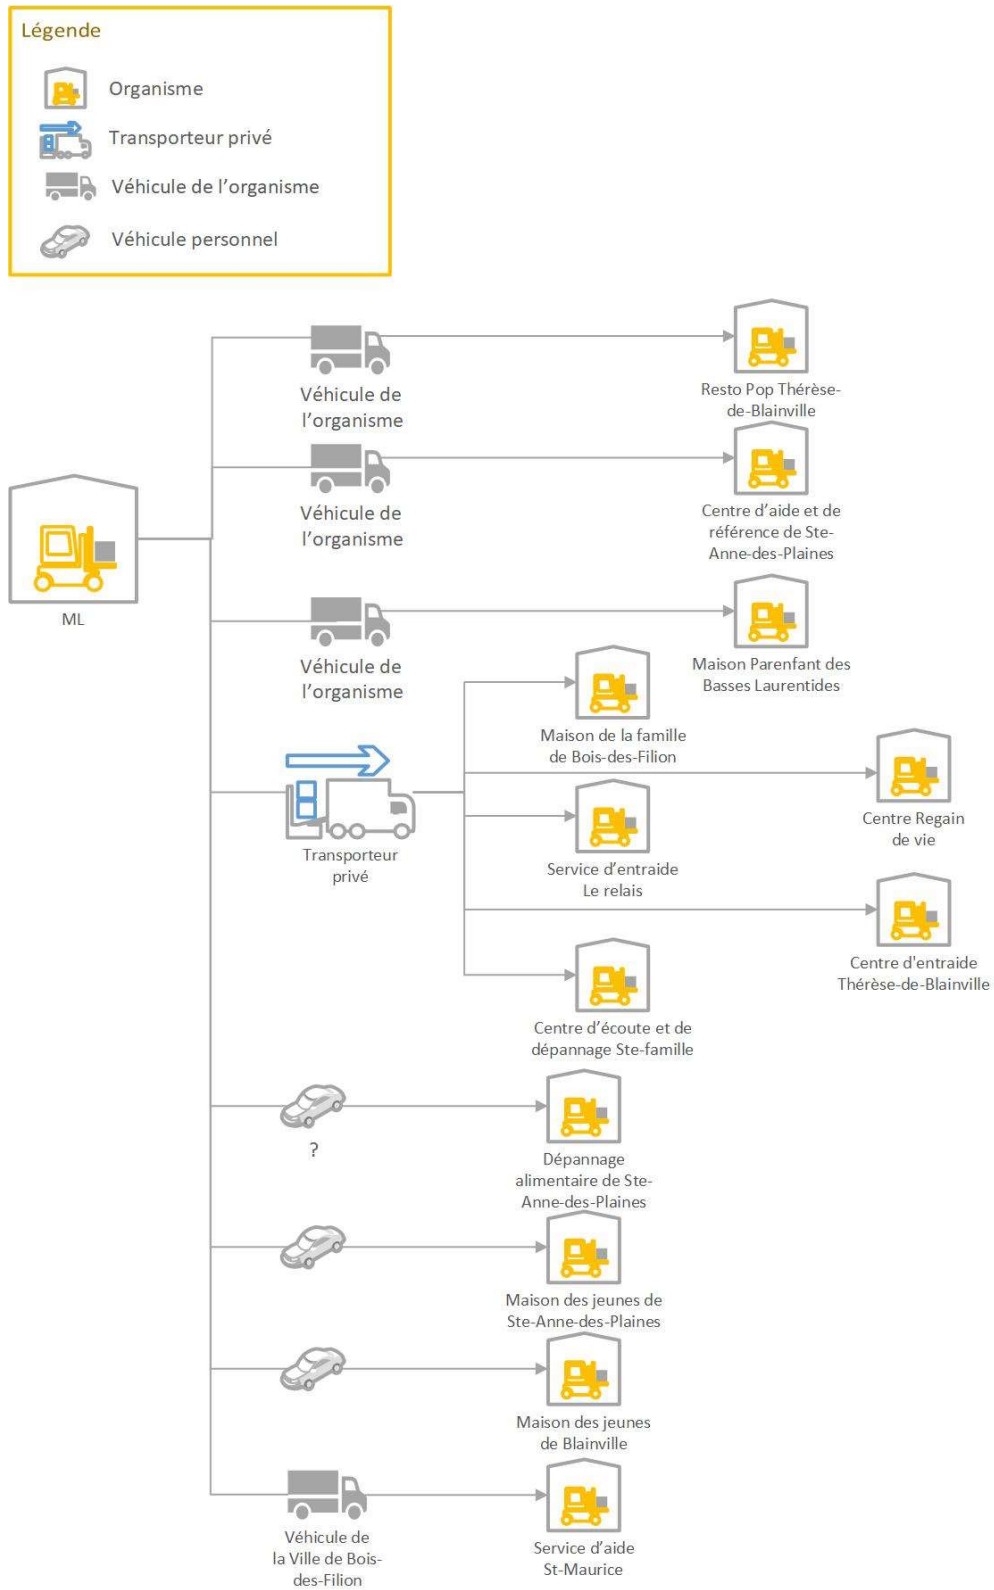 Légende
Organisme
Transporteur privé
Véhicule de l'organisme
Véhicule personnel
Véhicule de
l'organisme
Resto Pop Thérèse-
de-Blainville
Véhicule de
l'organisme
Centre d'aide et de
référence de Ste-
Anne-des-Plaines
ML
Véhicule de
l'organisme
Maison Parenfant des
Basses Laurentides
Maison de la famille
de Bois-des-Filion
Transporteur
privé
Centre Regain
de vie
Service d'entraide
Le relais
Centre d'entraide
Thérèse-de-Blainville
Centre d'écoute et de
dépannage Ste-famille
?
Dépannage
alimentaire de Ste-
Anne-des-Plaines
Maison des jeunes de
Ste-Anne-des-Plaines
Maison des jeunes
de Blainville
Véhicule de
la Ville de Bois-
des-Filion
Service d'aide
St-Maurice